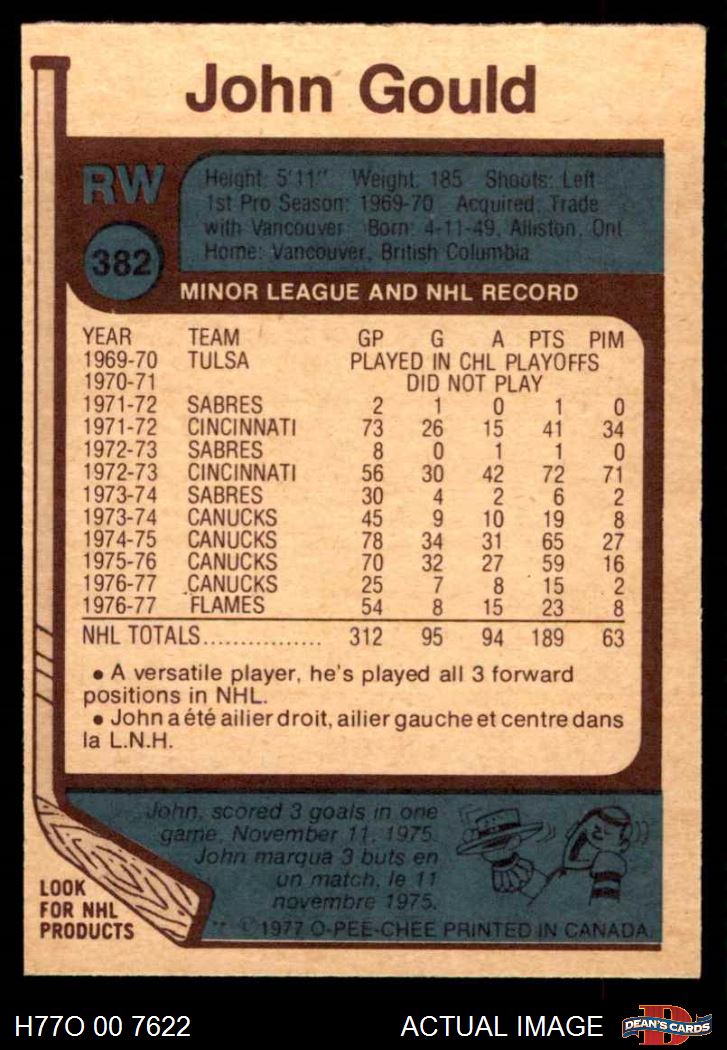 John Gould
RW
Height: 5'11" Weight: 185 Shoots: Left
1st Pro Season: 1969-70 Acquired: Trade
with Vancouver Born: 4-11-49, Alliston, Ont
Home: Vancouver, British Columbia
382
MINOR LEAGUE AND NHL RECORD
YEAR TEAM GP G A PTS PIM
1969-70 TULSA PLAYED IN CHL PLAYOFFS
1970-71 DID NOT PLAY
1971-72 SABRES 2 1 0 1 0
1971-72 CINCINNATI 73 26 15 41 34
1972-73 SABRES 8 0 1 1 0
1972-73 CINCINNATI 56 30 42 72 71
1973-74 SABRES 30 4 2 6 2
1973-74 CANUCKS 45 9 10 19 8
1974-75 CANUCKS 78 34 31 65 27
1975-76 CANUCKS 70 32 27 59 16
1976-77 CANUCKS 25 7 8 15 2
1976-77 FLAMES 54 8 15 23 8
NHL TOTALS................ 312 95 94 189 63
• A versatile player, he's played all 3 forward
positions in NHL.
• John a été ailier droit, ailier gauche et centre dans
la L.N.H.
John, scored 3 goals in one
game, November 11, 1975.
John marqua 3 buts en
un match, le 11
novembre 1975.
LOOK
FOR NHL
PRODUCTS
** ©1977 O-PEE-CHEE PRINTED IN CANADA.
H77O 00 7622
ACTUAL IMAGE
D
DEAN'S CARDS